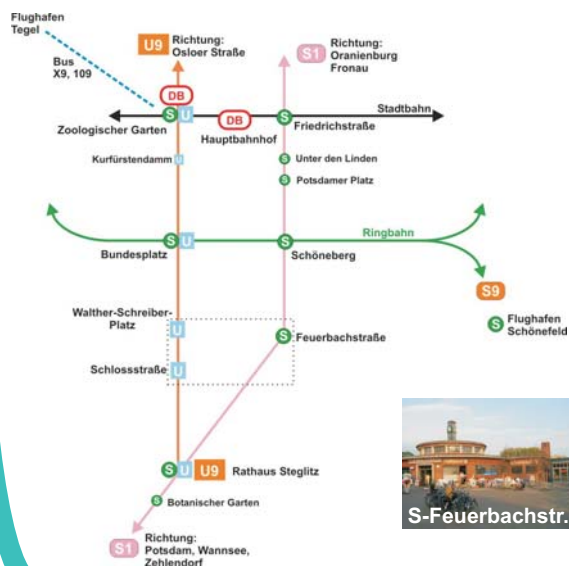 Flughafen
Tegel
Bus
X9, 109
U9
Richtung:
Osloer Straße
S1
Richtung:
Oranienburg
Fronau
DB
S U
Zoologischer Garten
DB
Hauptbahnhof
S
Friedrichstraße
Stadtbahn
Kurfürstendamm
U
S
Unter den Linden
S
Potsdamer Platz
S U
Bundesplatz
S
Schöneberg
Ringbahn
S9
S
Flughafen
Schönefeld
Walther-Schreiber-
Platz
U
S
Feuerbachstraße
Schlossstraße
U
S U
U9
Rathaus Steglitz
S
Botanischer Garten
S1
Richtung:
Potsdam, Wannsee,
Zehlendorf
S-Feuerbachstr.